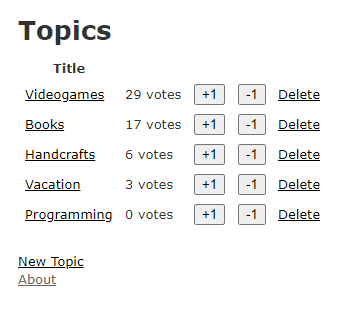 Topics
Title
Videogames 29 votes +1 -1 Delete
Books 17 votes +1 -1 Delete
Handcrafts 6 votes +1 -1 Delete
Vacation 3 votes +1 -1 Delete
Programming 0 votes +1 -1 Delete
New Topic
About